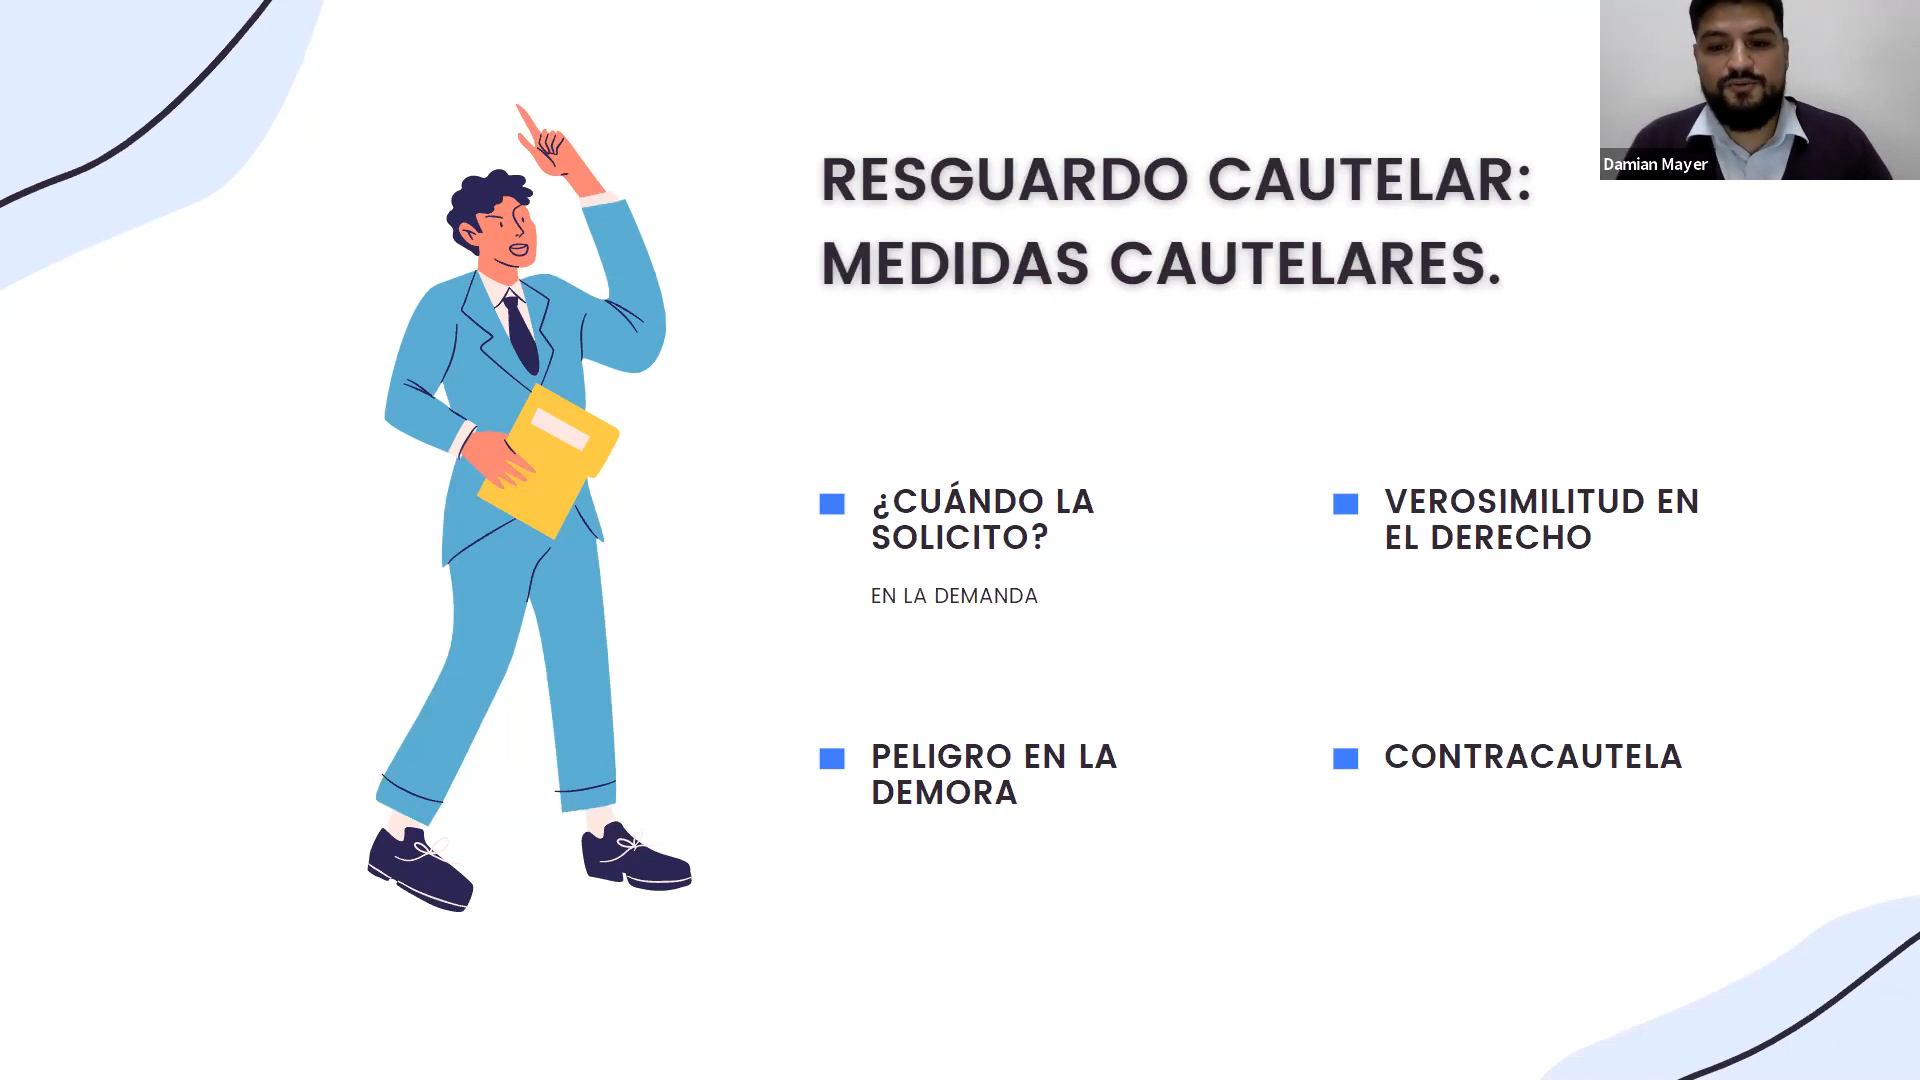 Damian Mayer
RESGUARDO CAUTELAR:
MEDIDAS CAUTELARES.
¿CUÁNDO LA
SOLICITO?
EN LA DEMANDA
VEROSIMILITUD EN
EL DERECHO
PELIGRO EN LA
DEMORA
CONTRACAUTELA